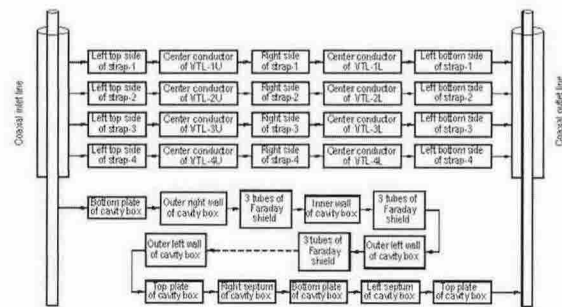 Coaxial inlet line
Left top side
of strap-1
Center conductor
of VTL-1U
Right side
of strap-1
Center conductor
of VTL-1L
Left bottom side
of strap-1
Left top side
of strap-2
Center conductor
of VTL-2U
Right side
of strap-2
Center conductor
of VTL-2L
Left bottom side
of strap-2
Left top side
of strap-3
Center conductor
of VTL-3U
Right side
of strap-3
Center conductor
of VTL-3L
Left bottom side
of strap-3
Left top side
of strap-4
Center conductor
of VTL-4U
Right side
of strap-4
Center conductor
of VTL-4L
Left bottom side
of strap-4
Coaxial outlet line
Bottom plate
of cavity box
Outer right wall
of cavity box
3 tubes of
Faraday
shield
Inner wall
of cavity box
3 tubes of
Faraday
shield
Outer left wall
of cavity box
3 tubes of
Faraday
shield
Outer left wall
of cavity box
Top plate
of cavity box
Right septum
of cavity box
Bottom plate
of cavity box
Left septum
of cavity box
Top plate
of cavity box